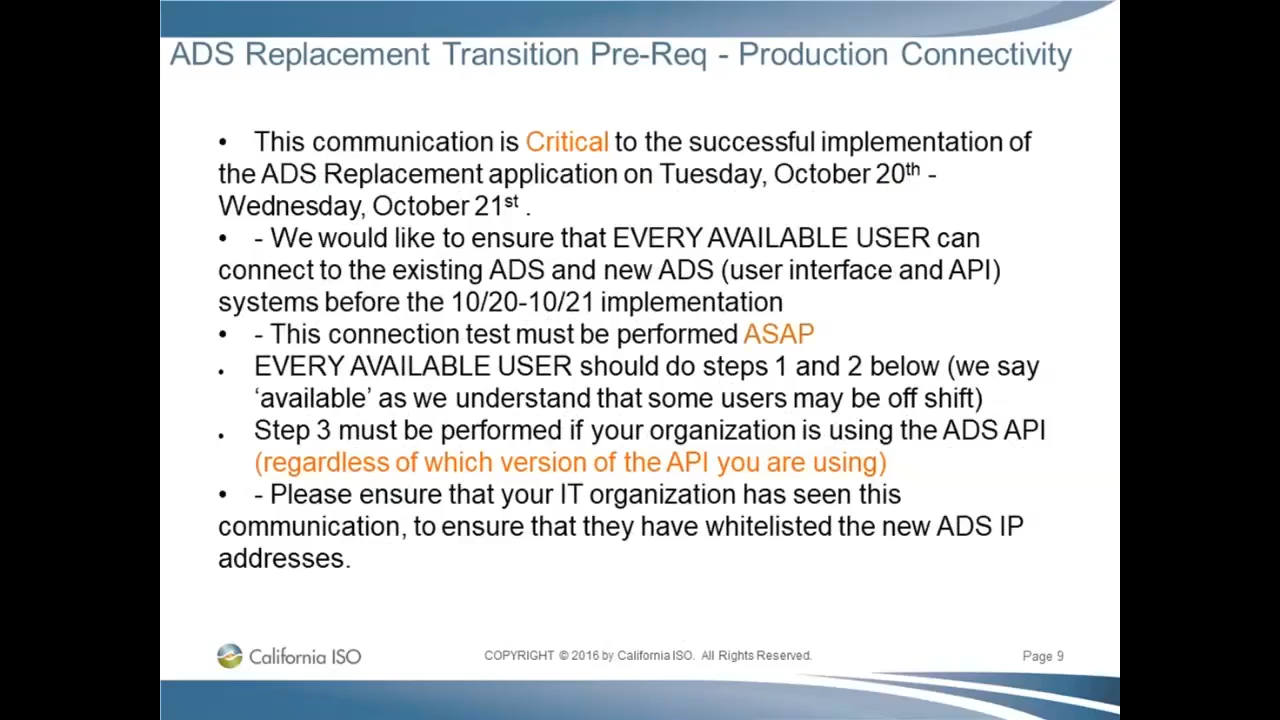 ADS Replacement Transition Pre-Req - Production Connectivity
• This communication is Critical to the successful implementation of
the ADS Replacement application on Tuesday, October 20th -
Wednesday, October 21st .
• - We would like to ensure that EVERY AVAILABLE USER can
connect to the existing ADS and new ADS (user interface and API)
systems before the 10/20-10/21 implementation
• - This connection test must be performed ASAP
• EVERY AVAILABLE USER should do steps 1 and 2 below (we say
‘available’ as we understand that some users may be off shift)
• Step 3 must be performed if your organization is using the ADS API
(regardless of which version of the API you are using)
• - Please ensure that your IT organization has seen this
communication, to ensure that they have whitelisted the new ADS IP
addresses.
California ISO
COPYRIGHT © 2016 by California ISO. All Rights Reserved.
Page 9